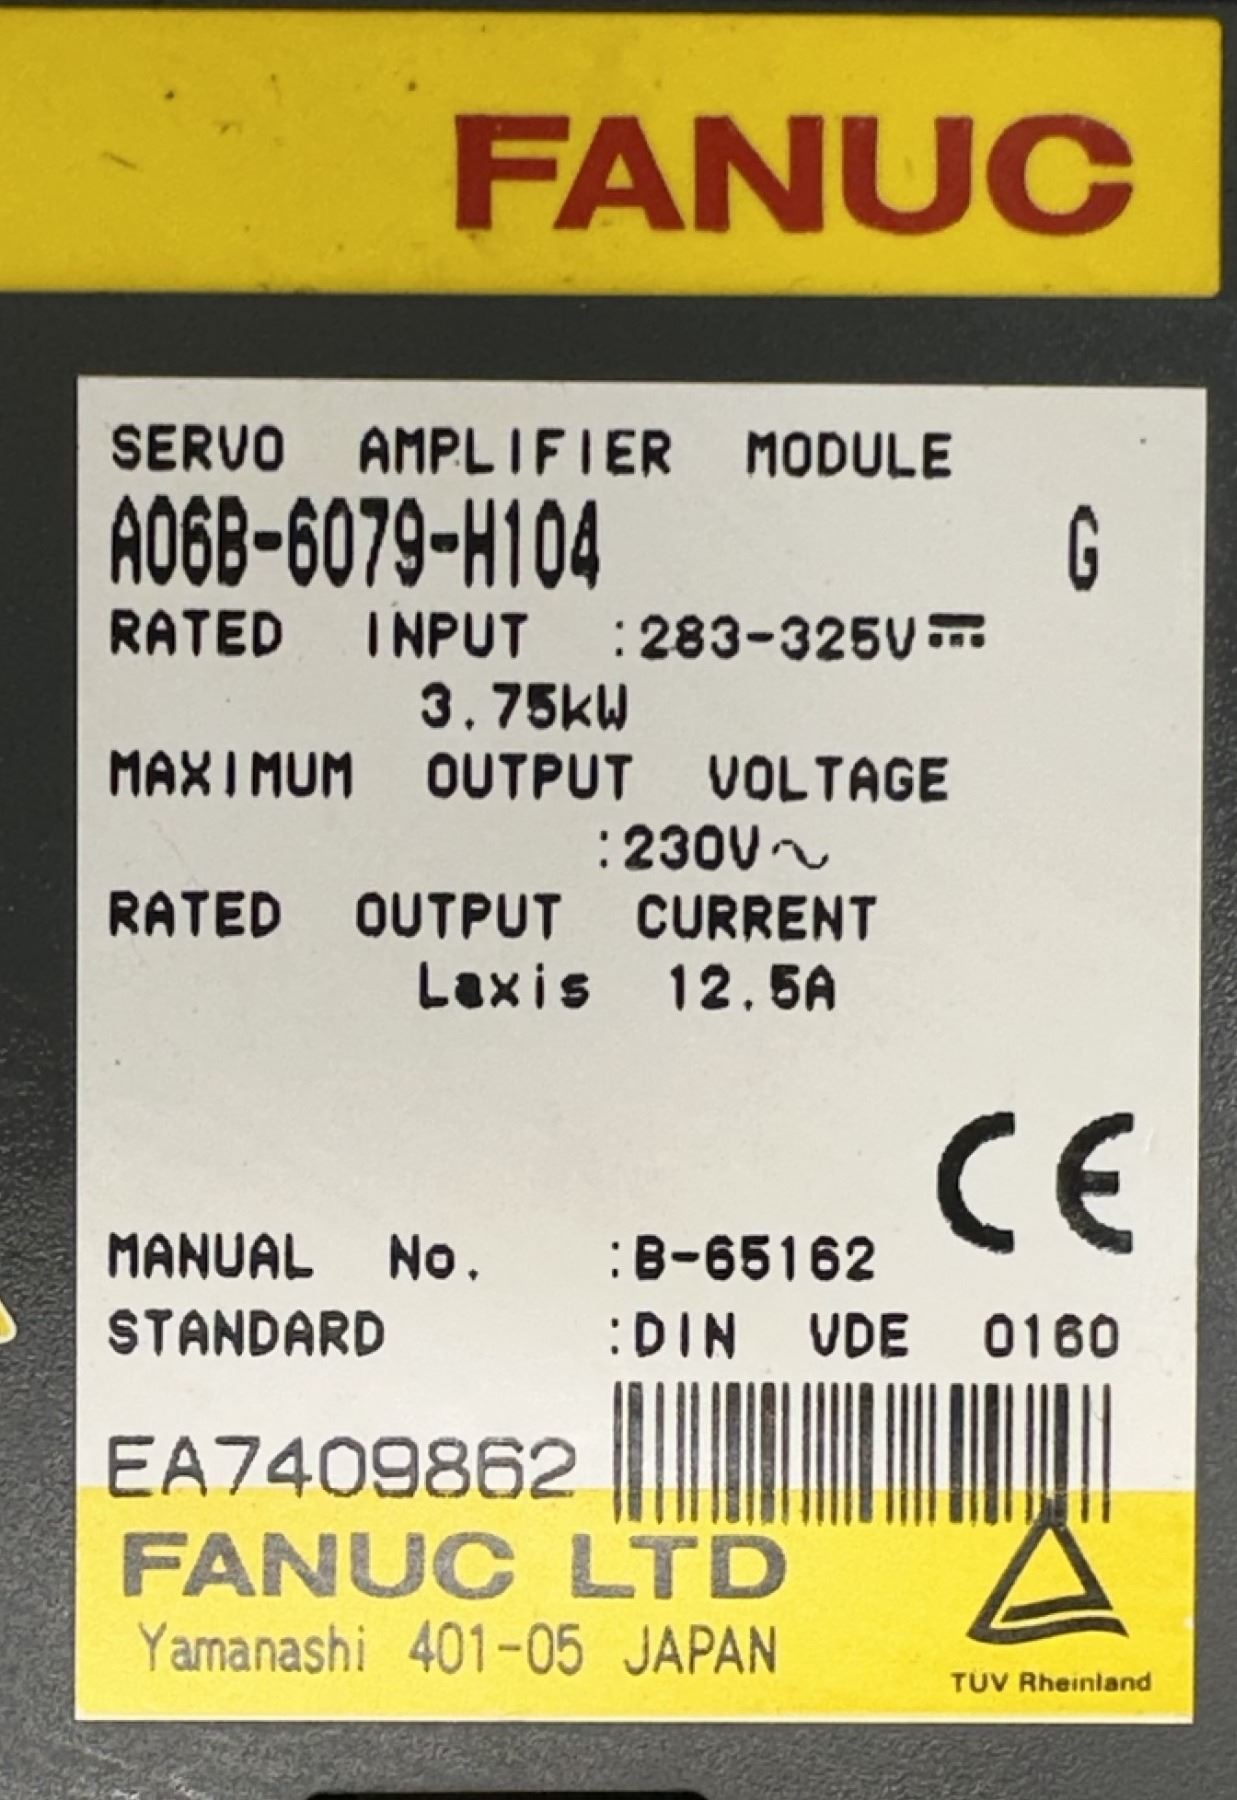 FANUC
SERVO AMPLIFIER MODULE
A06B-6079-H104 G
RATED INPUT :283-325V⎓
3.75kW
MAXIMUM OUTPUT VOLTAGE
:230V∿
RATED OUTPUT CURRENT
Laxis 12.5A
CE
MANUAL No. :B-65162
STANDARD :DIN VDE 0160
EA7409862
FANUC LTD
Yamanashi 401-05 JAPAN
TÜV Rheinland